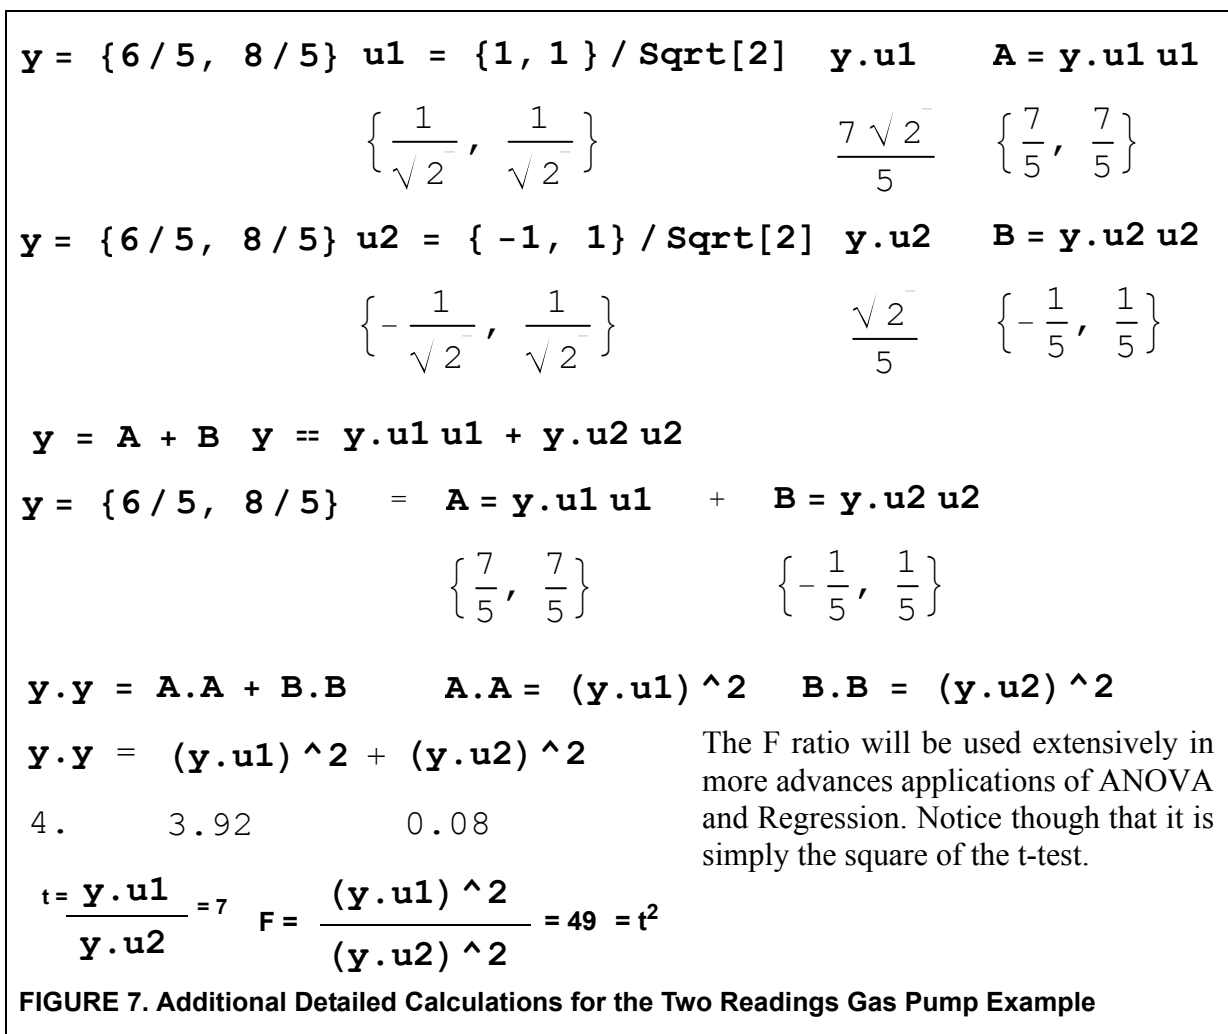 y = {6/5, 8/5} u1 = {1, 1 }/Sqrt[2] y.u1 A = y.u1 u1
{1/√2, 1/√2} 7√2/5 {7/5, 7/5}
y = {6/5, 8/5} u2 = { -1, 1}/Sqrt[2] y.u2 B = y.u2 u2
{-1/√2, 1/√2} √2/5 {-1/5, 1/5}
y = A + B y == y.u1 u1 + y.u2 u2
y = {6/5, 8/5} = A = y.u1 u1 + B = y.u2 u2
{7/5, 7/5} {-1/5, 1/5}
y.y = A.A + B.B A.A = (y.u1)^2 B.B = (y.u2)^2
y.y = (y.u1)^2 + (y.u2)^2
4. 3.92 0.08
The F ratio will be used extensively in
more advances applications of ANOVA
and Regression. Notice though that it is
simply the square of the t-test.
t = y.u1/y.u2 = 7 F = (y.u1)^2/(y.u2)^2 = 49 = t²
FIGURE 7. Additional Detailed Calculations for the Two Readings Gas Pump Example